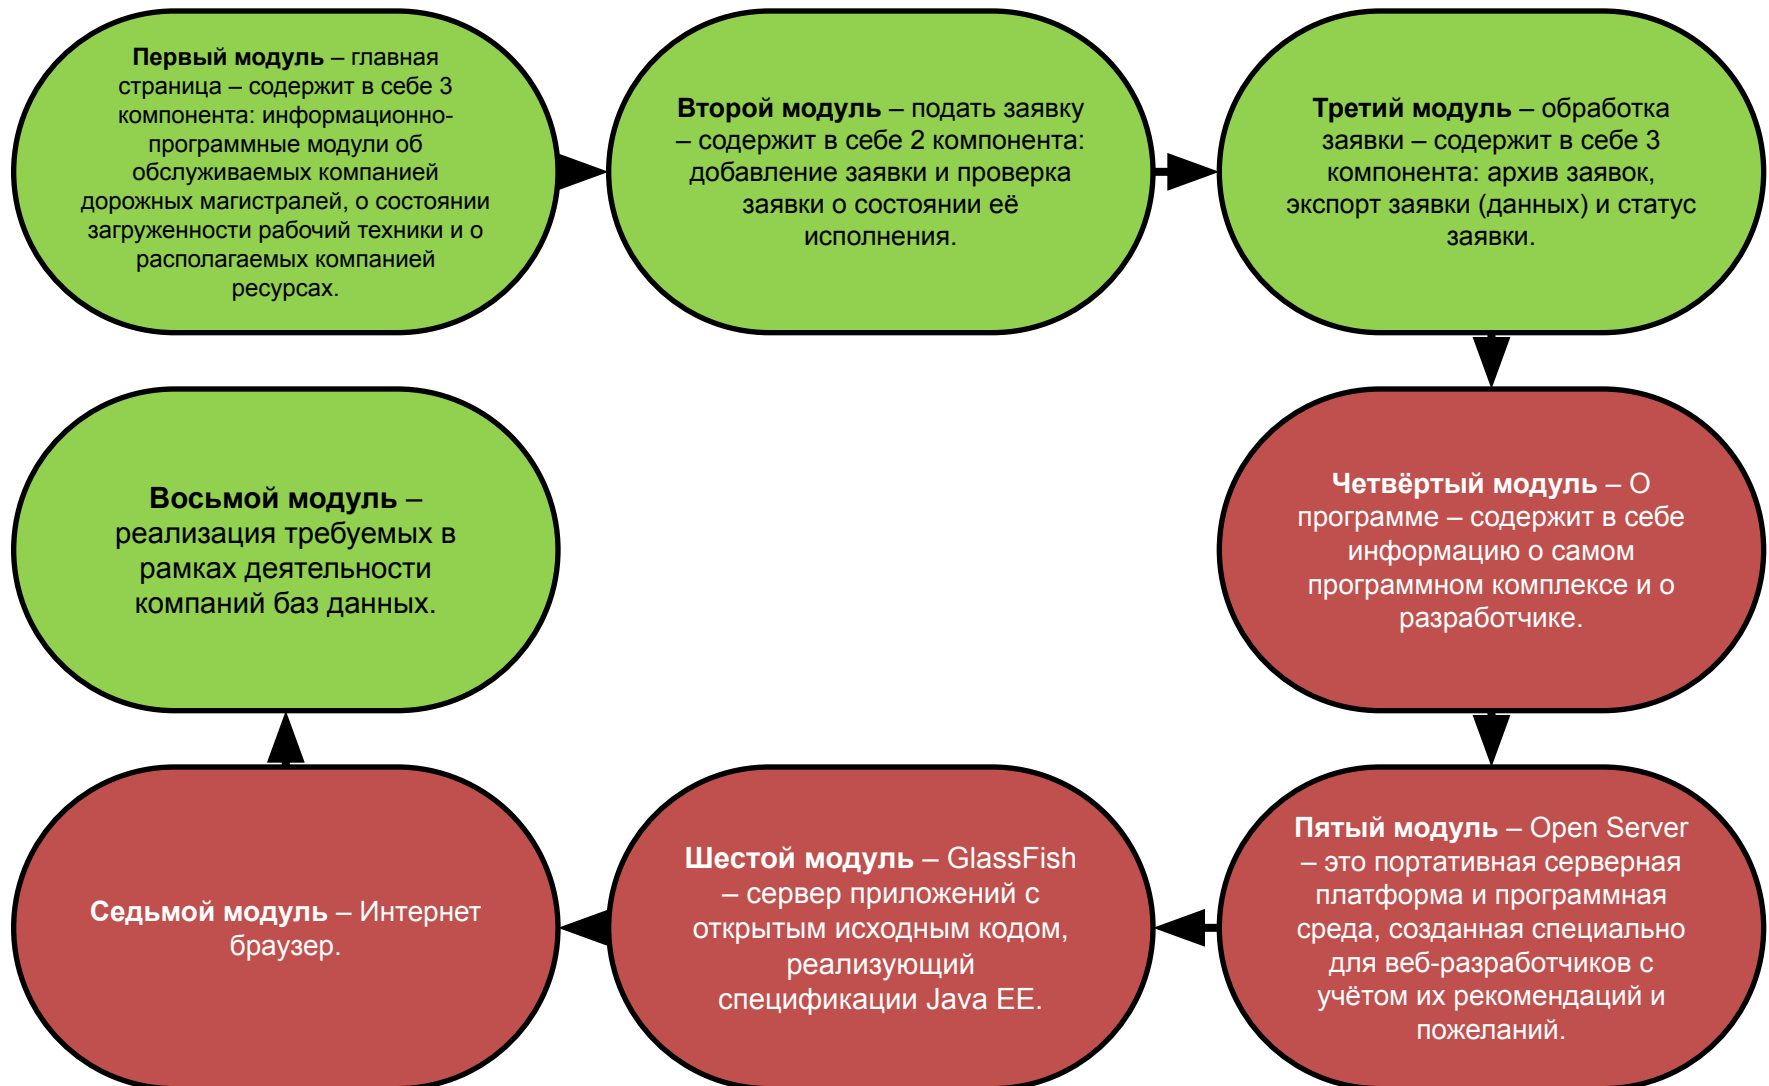 Первый модуль – главная
страница – содержит в себе 3
компонента: информационно-
программные модули об
обслуживаемых компанией
дорожных магистралей, о состоянии
загруженности рабочий техники и о
располагаемых компанией
ресурсах.
Второй модуль – подать заявку
– содержит в себе 2 компонента:
добавление заявки и проверка
заявки о состоянии её
исполнения.
Третий модуль – обработка
заявки – содержит в себе 3
компонента: архив заявок,
экспорт заявки (данных) и статус
заявки.
Четвёртый модуль – О
программе – содержит в себе
информацию о самом
программном комплексе и о
разработчике.
Пятый модуль – Open Server
– это портативная серверная
платформа и программная
среда, созданная специально
для веб-разработчиков с
учётом их рекомендаций и
пожеланий.
Шестой модуль – GlassFish
– сервер приложений с
открытым исходным кодом,
реализующий
спецификации Java EE.
Седьмой модуль – Интернет
браузер.
Восьмой модуль –
реализация требуемых в
рамках деятельности
компаний баз данных.